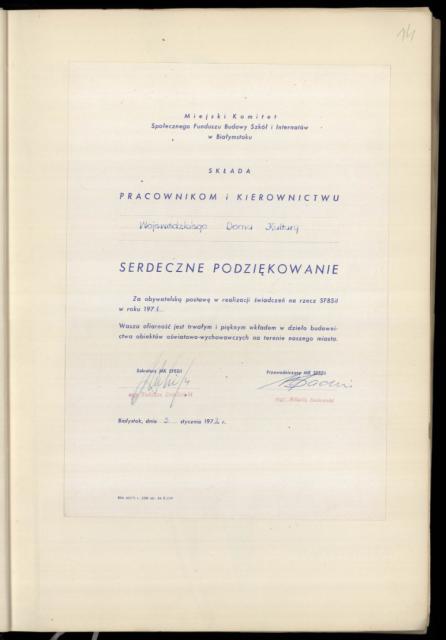 14
Miejski Komitet
Społecznego Funduszu Budowy Szkół i Internatów
w Białymstoku
SKŁADA
PRACOWNIKOM i KIEROWNICTWU
Wojewódzkiego Domu Kultury
SERDECZNE PODZIĘKOWANIE
Za obywatelską postawę w realizacji świadczeń na rzecz SFBSiI
w roku 197
Wasza ofiarność jest trwałym i pięknym wkładem w dzieło budowni-
ctwa obiektów oświatowo-wychowawczych na terenie naszego miasta.
Sekretarz MK SFBSiI Przewodniczący MK SFBSiI
mgr
Białystok, dnia stycznia 197 r.